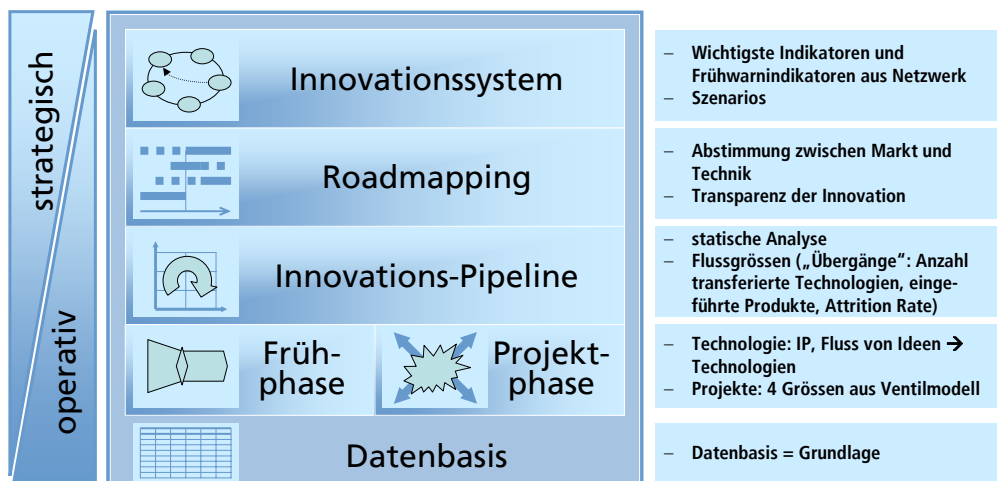 strategisch
operativ
Innovationssystem
– Wichtigste Indikatoren und
Frühwarnindikatoren aus Netzwerk
– Szenarios
Roadmapping
– Abstimmung zwischen Markt und
Technik
– Transparenz der Innovation
Innovations-Pipeline
– statische Analyse
– Flussgrössen („Übergänge“: Anzahl
transferierte Technologien, einge-
führte Produkte, Attrition Rate)
Früh-
phase
Projekt-
phase
– Technologie: IP, Fluss von Ideen →
Technologien
– Projekte: 4 Grössen aus Ventilmodell
Datenbasis
– Datenbasis = Grundlage